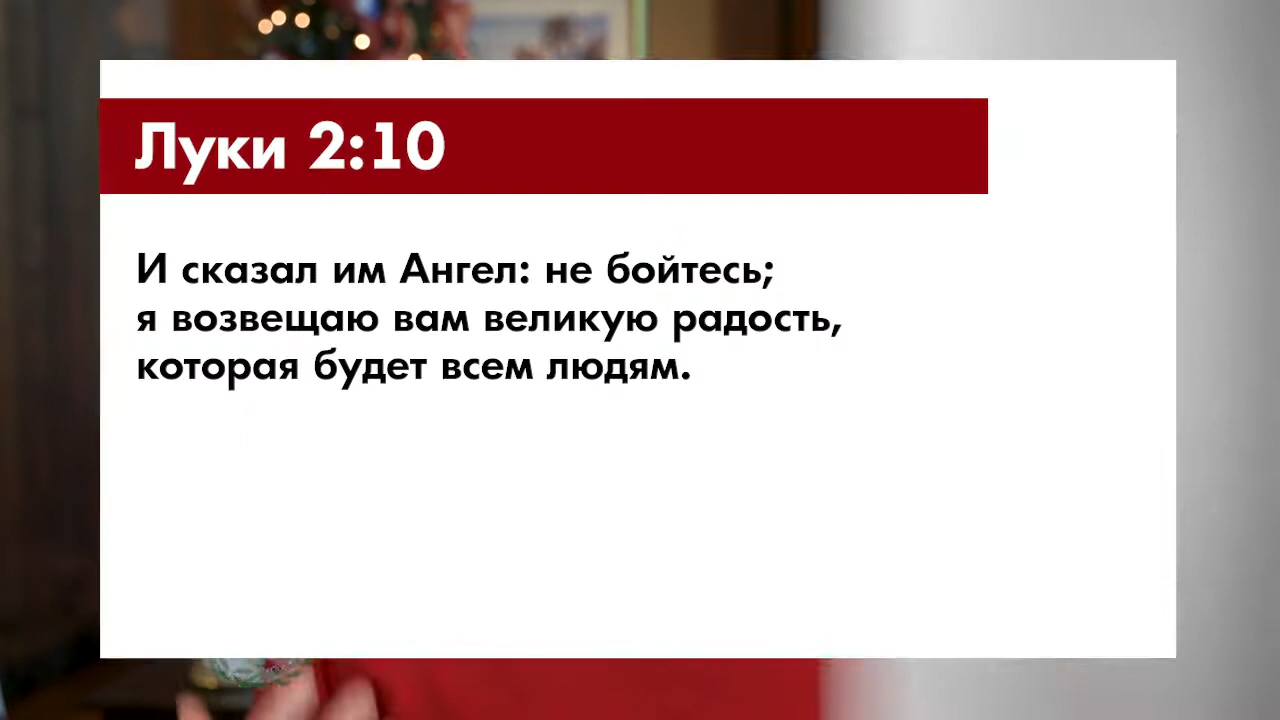 Луки 2:10
И сказал им Ангел: не бойтесь;
я возвещаю вам великую радость,
которая будет всем людям.